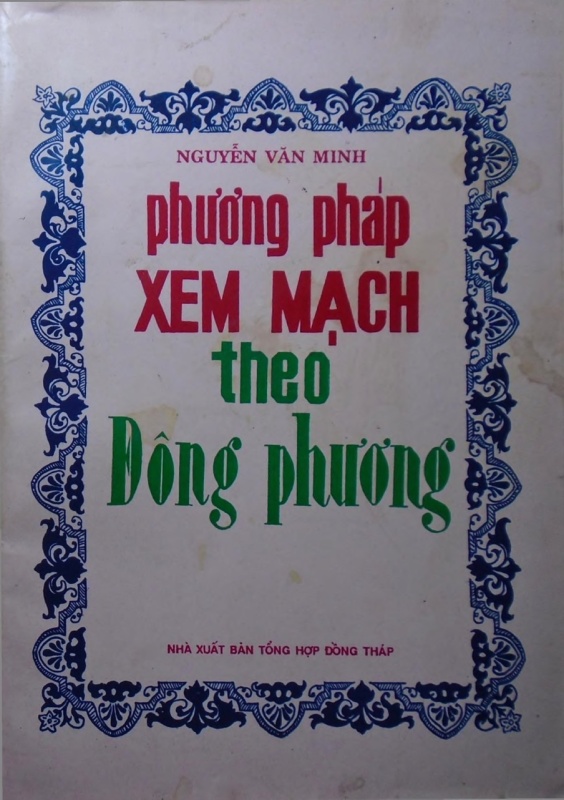 NGUYỄN VĂN MINH
phương pháp
XEM MẠCH
theo
Đông phương
NHÀ XUẤT BẢN TỔNG HỢP ĐỒNG THÁP